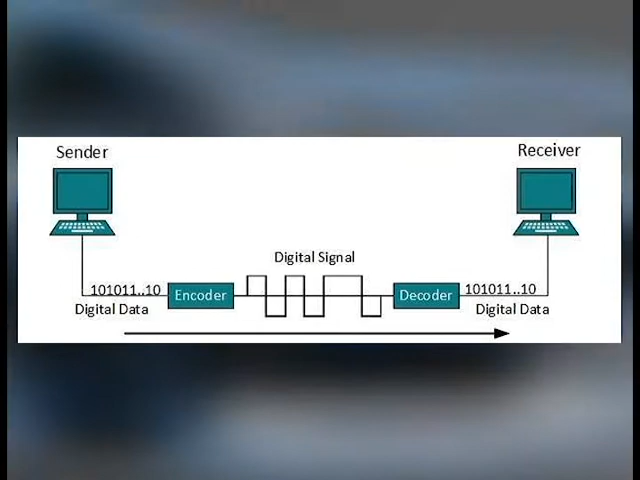 Sender
Receiver
Digital Signal
101011..10
Encoder
Decoder
101011..10
Digital Data
Digital Data